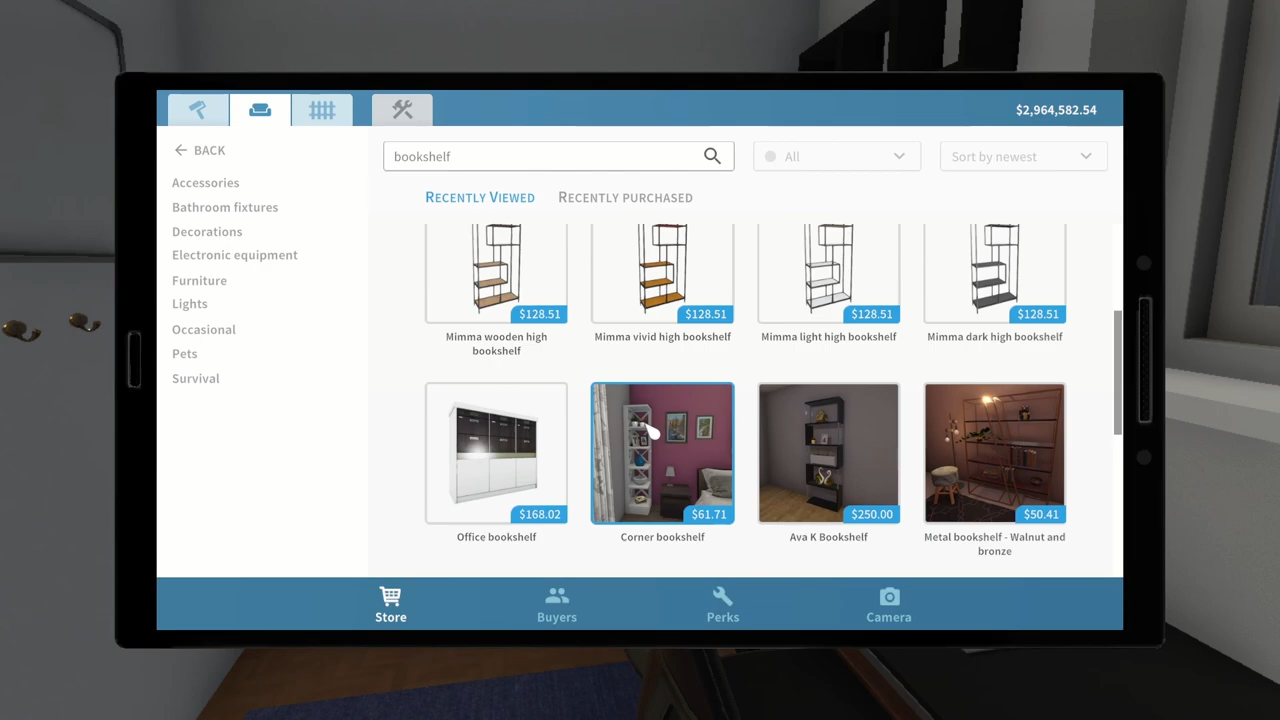 $2,964,582.54
BACK
bookshelf
All
Sort by newest
Accessories
Bathroom fixtures
Decorations
Electronic equipment
Furniture
Lights
Occasional
Pets
Survival
RECENTLY VIEWED
RECENTLY PURCHASED
$128.51
$128.51
$128.51
$128.51
Mimma wooden high
bookshelf
Mimma vivid high bookshelf
Mimma light high bookshelf
Mimma dark high bookshelf
$168.02
$61.71
$250.00
$50.41
Office bookshelf
Corner bookshelf
Ava K Bookshelf
Metal bookshelf - Walnut and
bronze
Store
Buyers
Perks
Camera